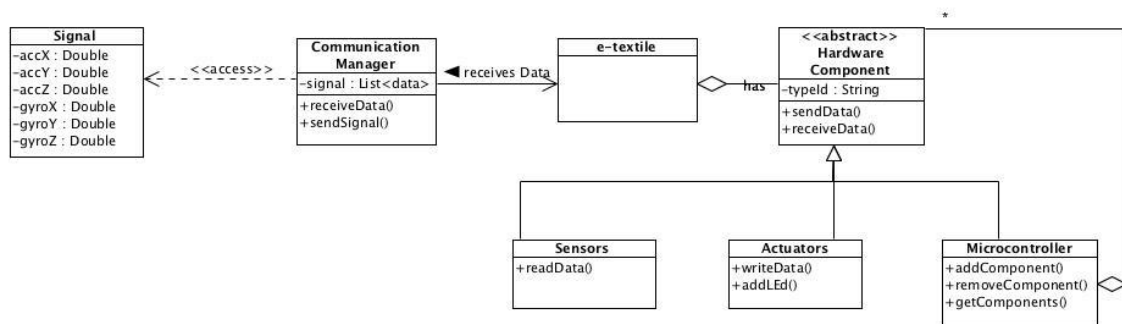 Signal
-accX : Double
-accY : Double
-accZ : Double
-gyroX : Double
-gyroY : Double
-gyroZ : Double
<<access>>
Communication
Manager
-signal : List<data>
+receiveData()
+sendSignal()
receives Data
e-textile
has
<<abstract>>
Hardware
Component
-typeId : String
+sendData()
+receiveData()
*
Sensors
+readData()
Actuators
+writeData()
+addLEd()
Microcontroller
+addComponent()
+removeComponent()
+getComponents()